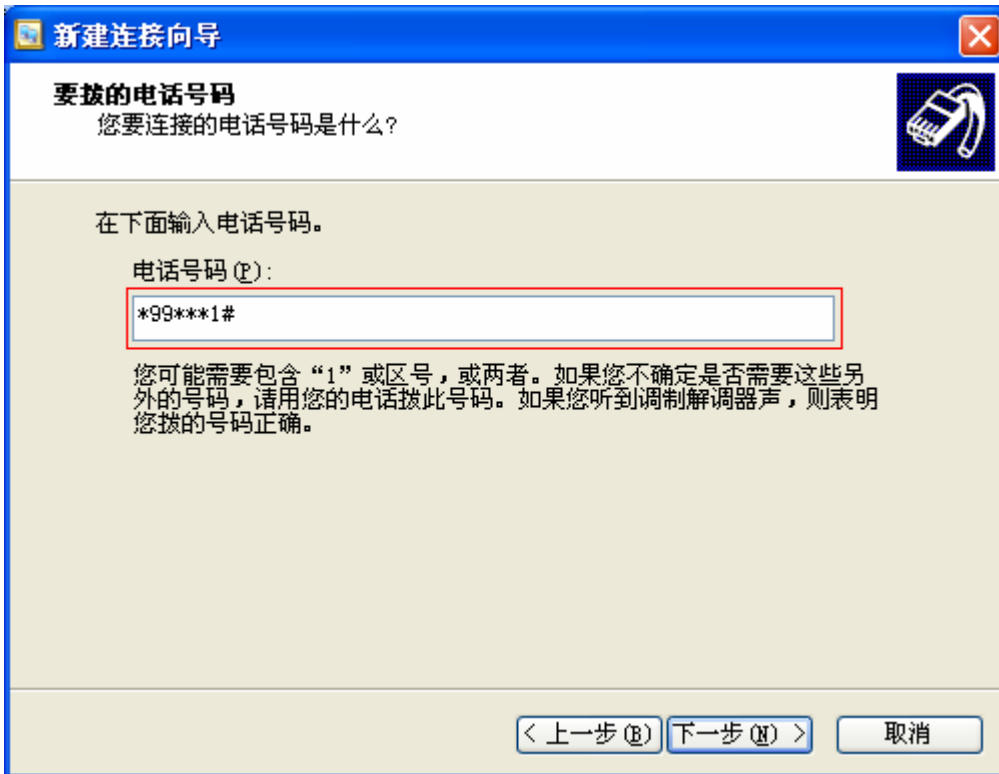 新建连接向导
要拨的电话号码
您要连接的电话号码是什么?
在下面输入电话号码。
电话号码(P):
*99***1#
您可能需要包含“1”或区号,或两者。如果您不确定是否需要这些另
外的号码,请用您的电话拨此号码。如果您听到调制解调器声,则表明
您拨的号码正确。
< 上一步(B) 下一步(N) > 取消